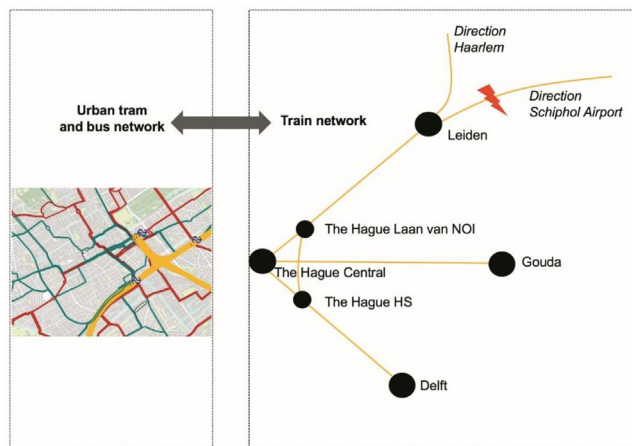 Urban tram
and bus network
Train network
Direction
Haarlem
Direction
Schiphol Airport
Leiden
The Hague Laan van NOI
The Hague Central
Gouda
The Hague HS
Delft